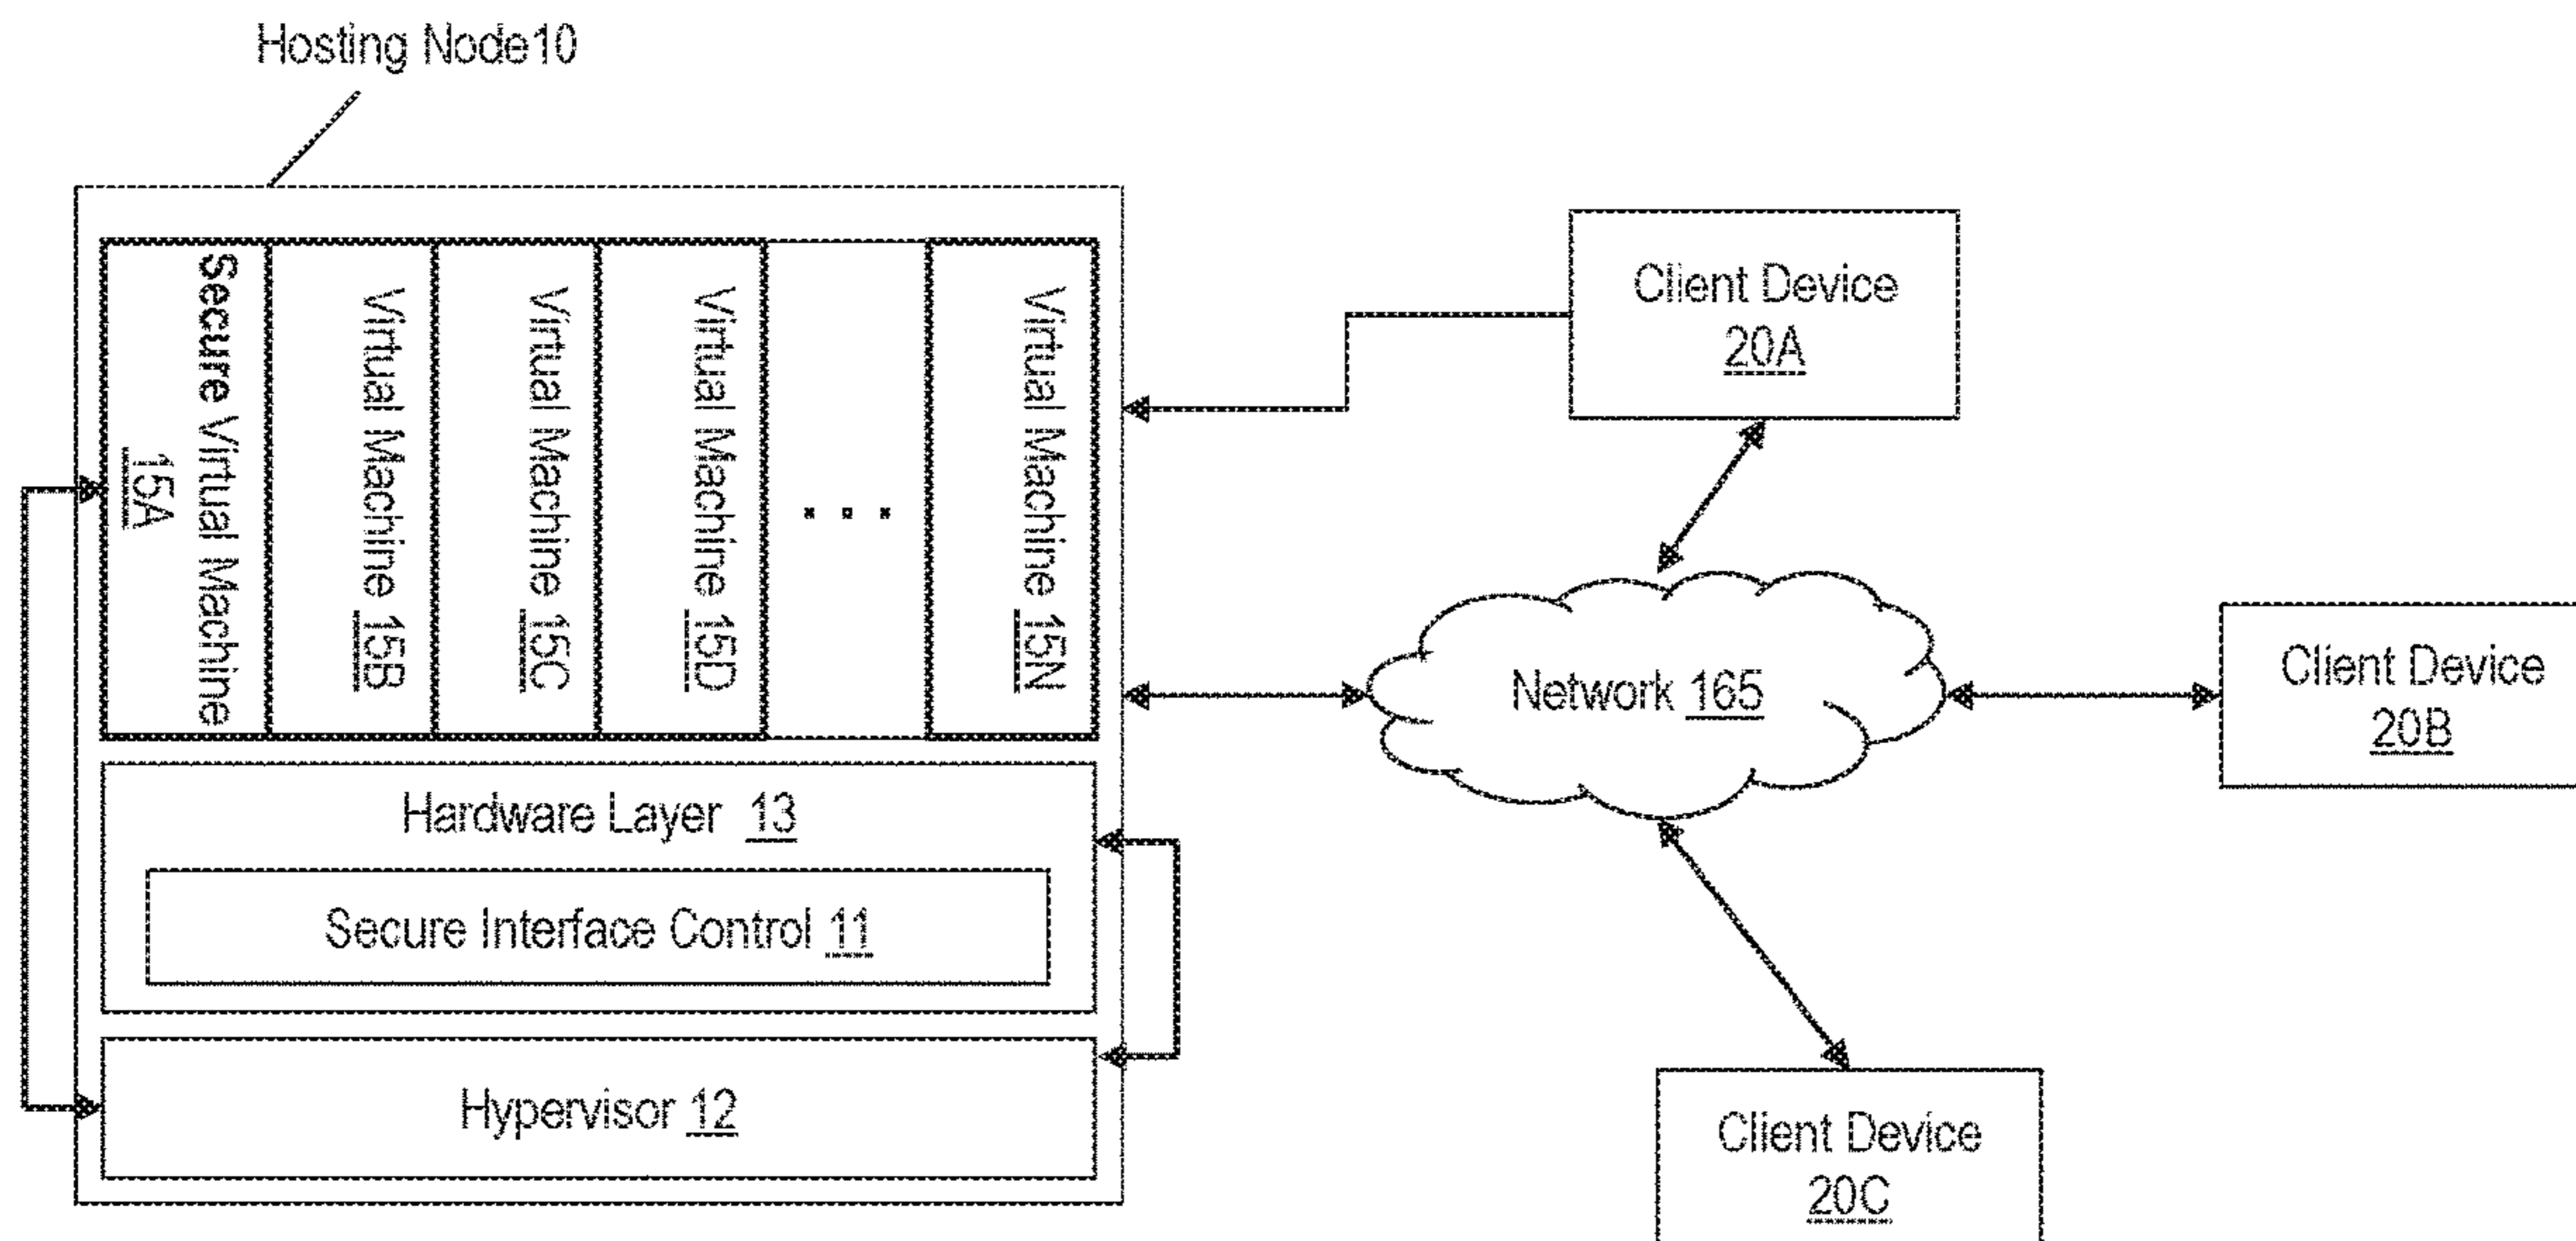 Hosting Node10
Secure Virtual Machine
15A
Virtual Machine 15B
Virtual Machine 15C
Virtual Machine 15D
. . .
Virtual Machine 15N
Hardware Layer 13
Secure Interface Control 11
Hypervisor 12
Client Device
20A
Network 165
Client Device
20B
Client Device
20C